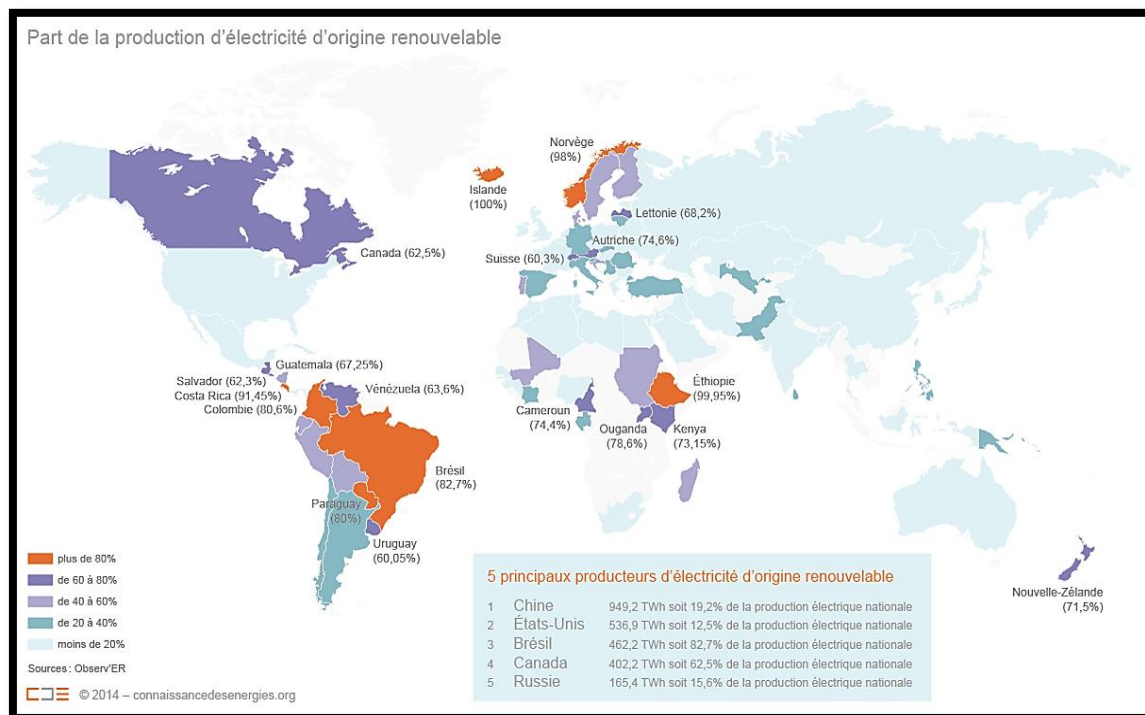 Part de la production d'électricité d'origine renouvelable
Norvège
(98%)
Islande
(100%)
Lettonie (68,2%)
Autriche (74,6%)
Suisse (60,3%)
Canada (62,5%)
Guatemala (67,25%)
Salvador (62,3%)
Costa Rica (91,45%)
Colombie (80,6%)
Vénézuela (63,6%)
Éthiopie
(99,95%)
Cameroun
(74,4%)
Ouganda
(78,6%)
Kenya
(73,15%)
Brésil
(82,7%)
Paraguay
(80%)
Uruguay
(60,05%)
Nouvelle-Zélande
(71,5%)
plus de 80%
de 60 à 80%
de 40 à 60%
de 20 à 40%
moins de 20%
Sources : Observ'ER
© 2014 – connaissancedesenergies.org
5 principaux producteurs d'électricité d'origine renouvelable
1 Chine 949,2 TWh soit 19,2% de la production électrique nationale
2 États-Unis 536,9 TWh soit 12,5% de la production électrique nationale
3 Brésil 462,2 TWh soit 82,7% de la production électrique nationale
4 Canada 402,2 TWh soit 62,5% de la production électrique nationale
5 Russie 165,4 TWh soit 15,6% de la production électrique nationale